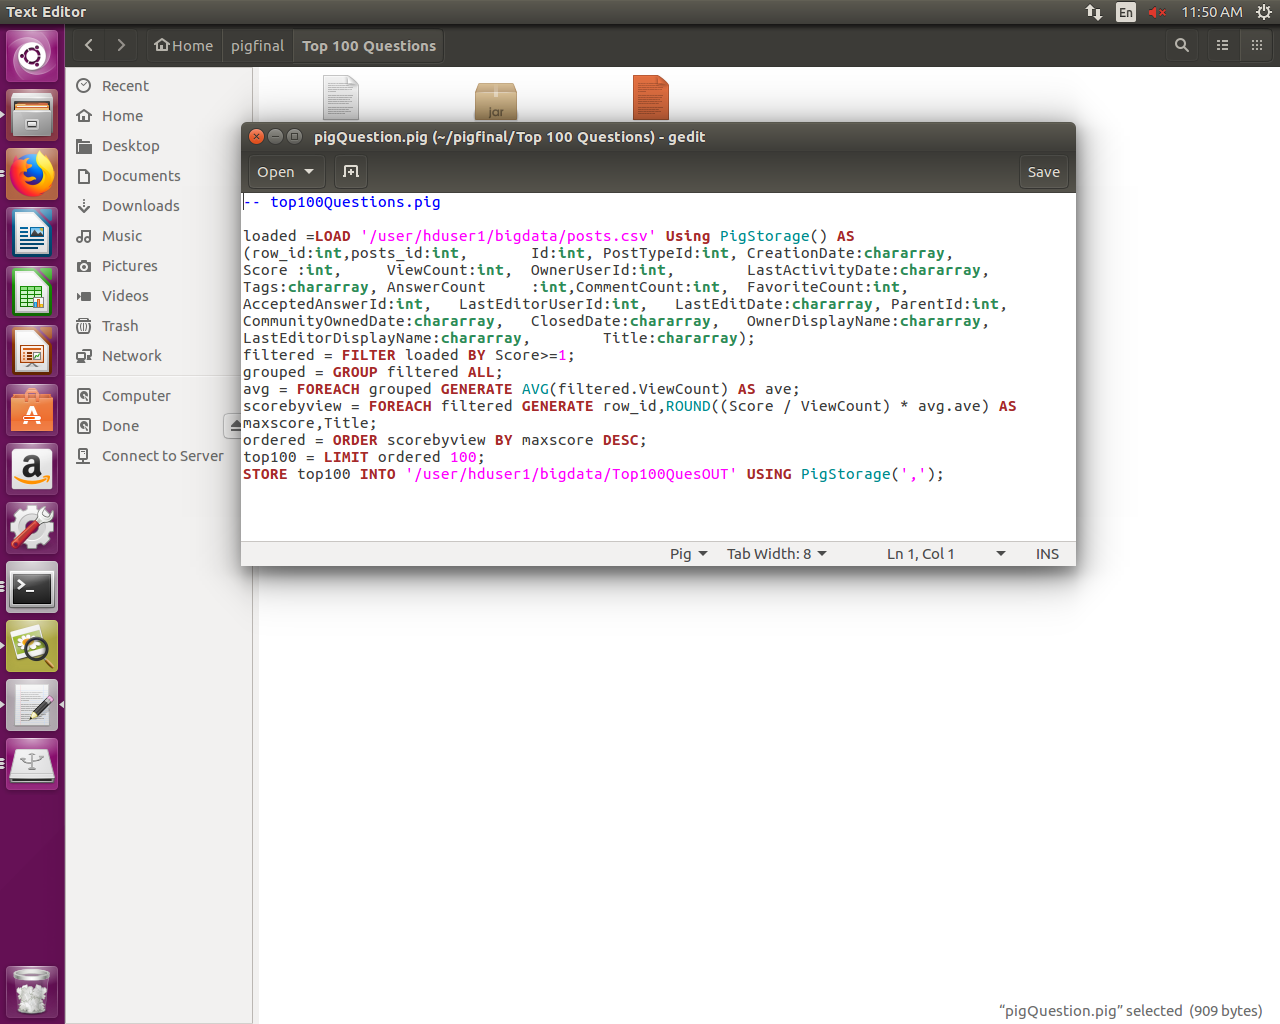 Text Editor
En
11:50 AM
Home
pigfinal
Top 100 Questions
Recent
Home
Desktop
Documents
Downloads
Music
Pictures
Videos
Trash
Network
Computer
Done
Connect to Server
jar
pigQuestion.pig (~/pigfinal/Top 100 Questions) - gedit
Open
Save
-- top100Questions.pig
loaded =LOAD '/user/hduser1/bigdata/posts.csv' Using PigStorage() AS
(row_id:int,posts_id:int, Id:int, PostTypeId:int, CreationDate:chararray,
Score :int, ViewCount:int, OwnerUserId:int, LastActivityDate:chararray,
Tags:chararray, AnswerCount :int,CommentCount:int, FavoriteCount:int,
AcceptedAnswerId:int, LastEditorUserId:int, LastEditDate:chararray, ParentId:int,
CommunityOwnedDate:chararray, ClosedDate:chararray, OwnerDisplayName:chararray,
LastEditorDisplayName:chararray, Title:chararray);
filtered = FILTER loaded BY Score>=1;
grouped = GROUP filtered ALL;
avg = FOREACH grouped GENERATE AVG(filtered.ViewCount) AS ave;
scorebyview = FOREACH filtered GENERATE row_id,ROUND((Score / ViewCount) * avg.ave) AS
maxscore,Title;
ordered = ORDER scorebyview BY maxscore DESC;
top100 = LIMIT ordered 100;
STORE top100 INTO '/user/hduser1/bigdata/Top100QuesOUT' USING PigStorage(',');
Pig
Tab Width: 8
Ln 1, Col 1
INS
“pigQuestion.pig” selected (909 bytes)